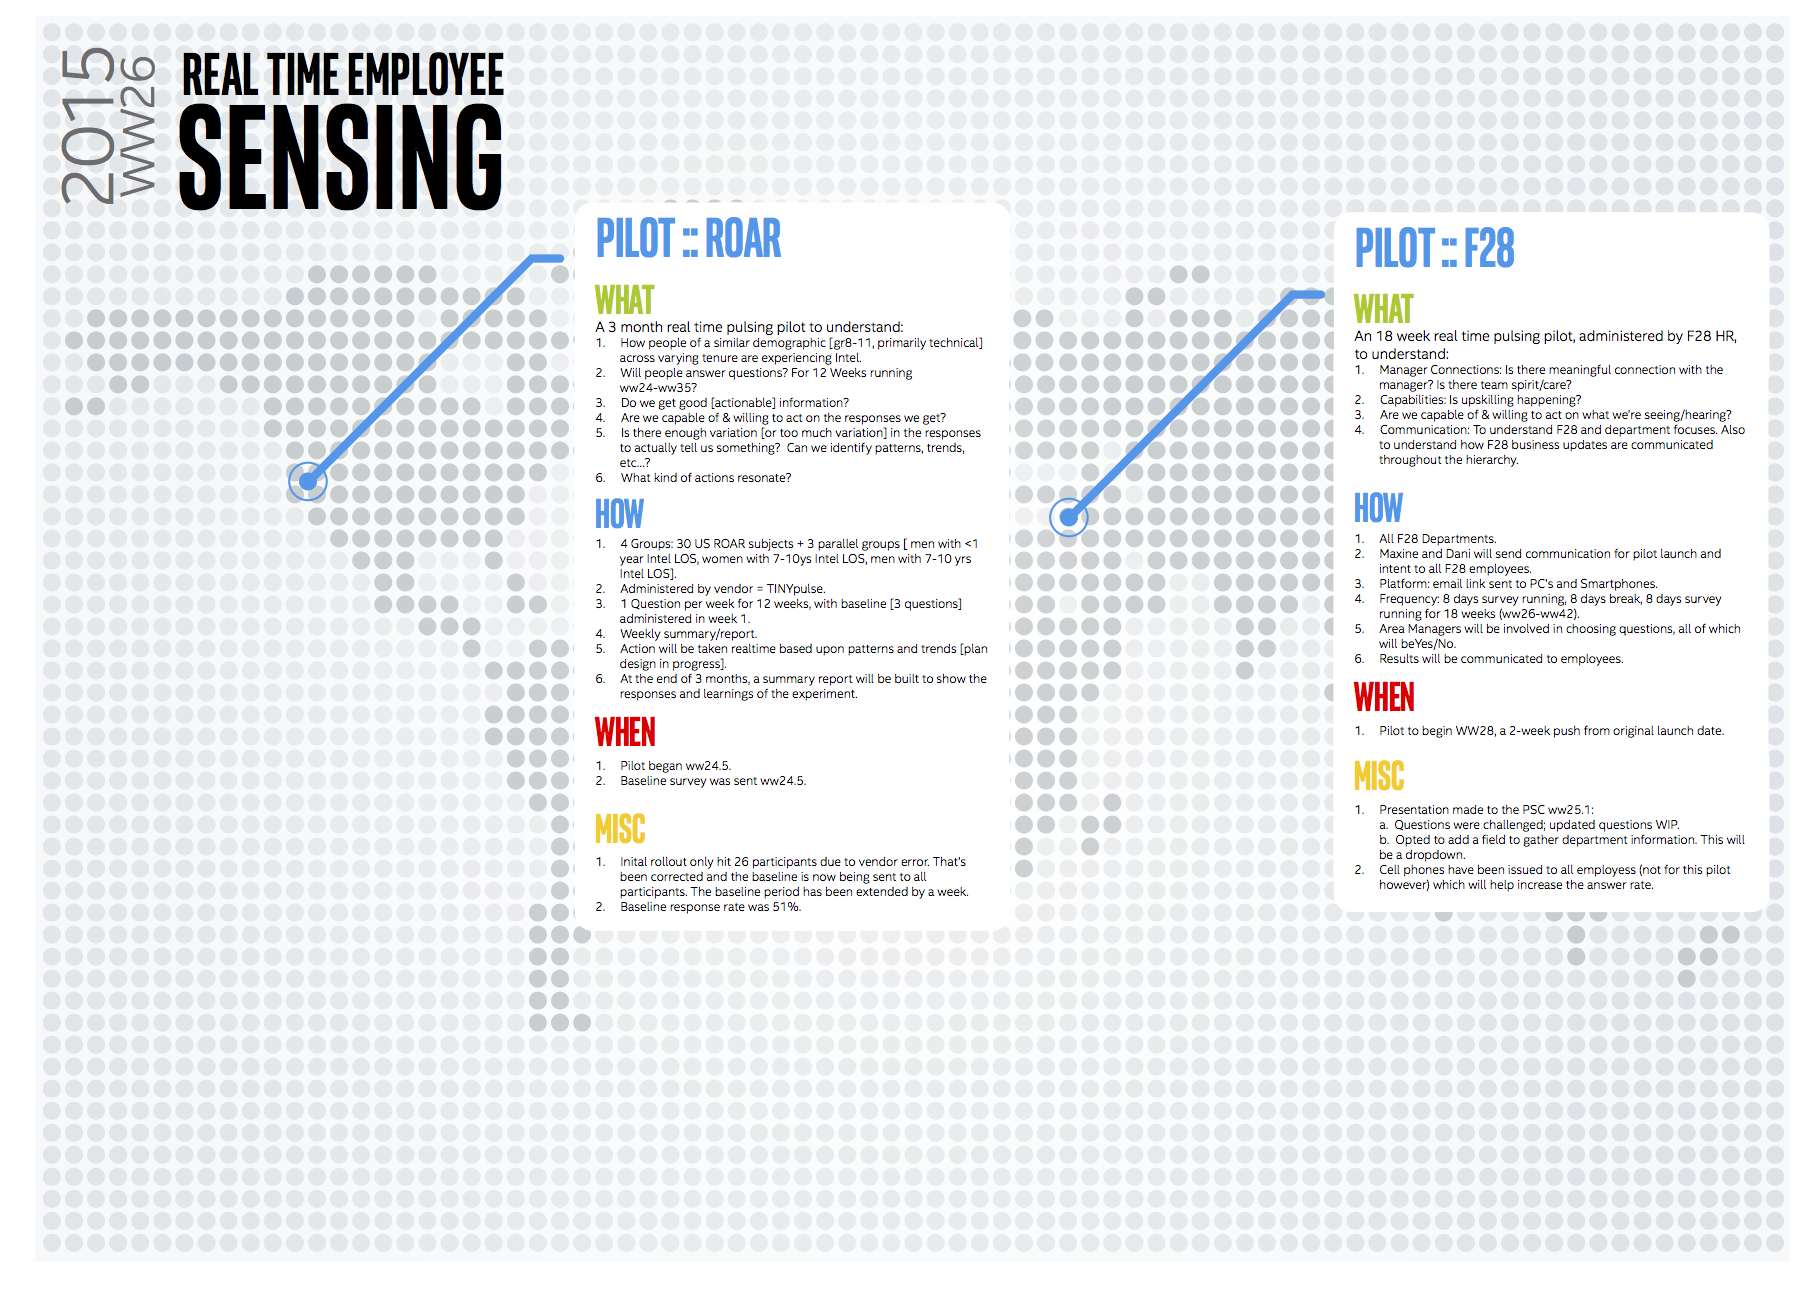 2015
WW26
REAL TIME EMPLOYEE
SENSING
PILOT :: ROAR
WHAT
A 3 month real time pulsing pilot to understand:
1. How people of a similar demographic [gr8-11, primarily technical]
across varying tenure are experiencing Intel.
2. Will people answer questions? For 12 Weeks running
ww24-ww35?
3. Do we get good [actionable] information?
4. Are we capable of & willing to act on the responses we get?
5. Is there enough variation [or too much variation] in the responses
to actually tell us something? Can we identify patterns, trends,
etc...?
6. What kind of actions resonate?
HOW
1. 4 Groups: 30 US ROAR subjects + 3 parallel groups [ men with <1
year Intel LOS, women with 7-10ys Intel LOS, men with 7-10 yrs
Intel LOS].
2. Administered by vendor = TINYpulse.
3. 1 Question per week for 12 weeks, with baseline [3 questions]
administered in week 1.
4. Weekly summary/report.
5. Action will be taken realtime based upon patterns and trends [plan
design in progress].
6. At the end of 3 months, a summary report will be built to show the
responses and learnings of the experiment.
WHEN
1. Pilot began ww24.5.
2. Baseline survey was sent ww24.5.
MISC
1. Inital rollout only hit 26 participants due to vendor error. That's
been corrected and the baseline is now being sent to all
participants. The baseline period has been extended by a week.
2. Baseline response rate was 51%.
PILOT :: F28
WHAT
An 18 week real time pulsing pilot, administered by F28 HR,
to understand:
1. Manager Connections: Is there meaningful connection with the
manager? Is there team spirit/care?
2. Capabilities: Is upskilling happening?
3. Are we capable of & willing to act on what we're seeing/hearing?
4. Communication: To understand F28 and department focuses. Also
to understand how F28 business updates are communicated
throughout the hierarchy.
HOW
1. All F28 Departments.
2. Maxine and Dani will send communication for pilot launch and
intent to all F28 employees.
3. Platform: email link sent to PC's and Smartphones.
4. Frequency: 8 days survey running, 8 days break, 8 days survey
running for 18 weeks (ww26-ww42).
5. Area Managers will be involved in choosing questions, all of which
will beYes/No.
6. Results will be communicated to employees.
WHEN
1. Pilot to begin WW28, a 2-week push from original launch date.
MISC
1. Presentation made to the PSC ww25.1:
a. Questions were challenged; updated questions WIP.
b. Opted to add a field to gather department information. This will
be a dropdown.
2. Cell phones have been issued to all employess (not for this pilot
however) which will help increase the answer rate.